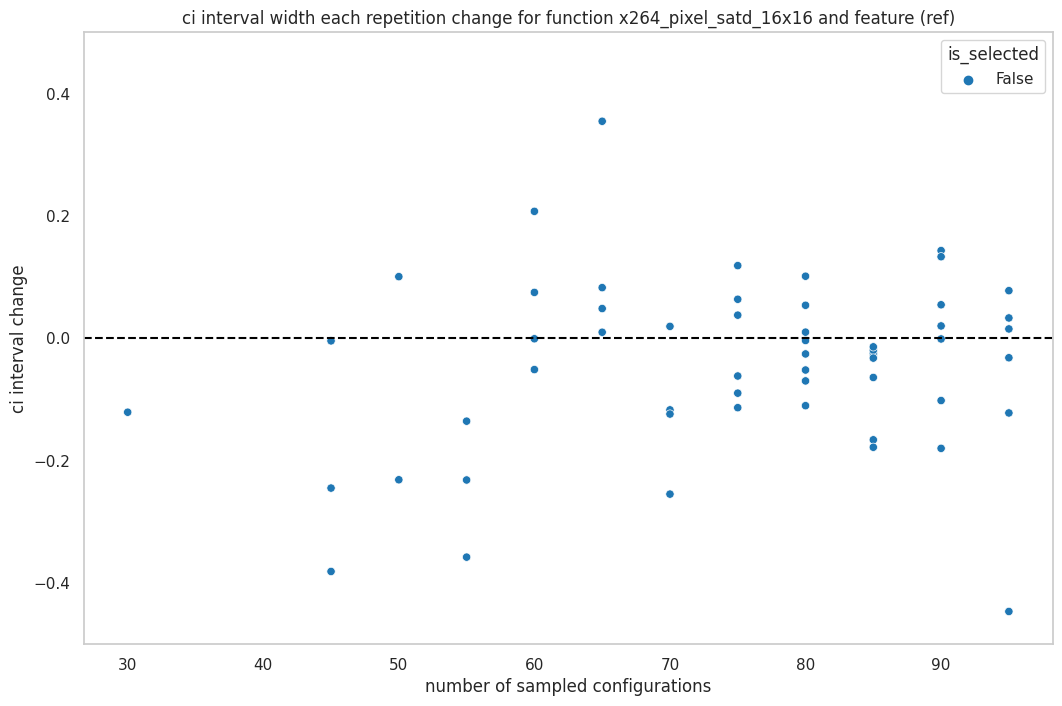 ci interval width each repetition change for function x264_pixel_satd_16x16 and feature (ref)
is_selected
False
0.4
0.2
0.0
−0.2
−0.4
ci interval change
30 40 50 60 70 80 90
number of sampled configurations